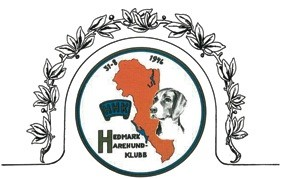 31-8 1996
HEDMARK
HAREHUND-
KLUBB